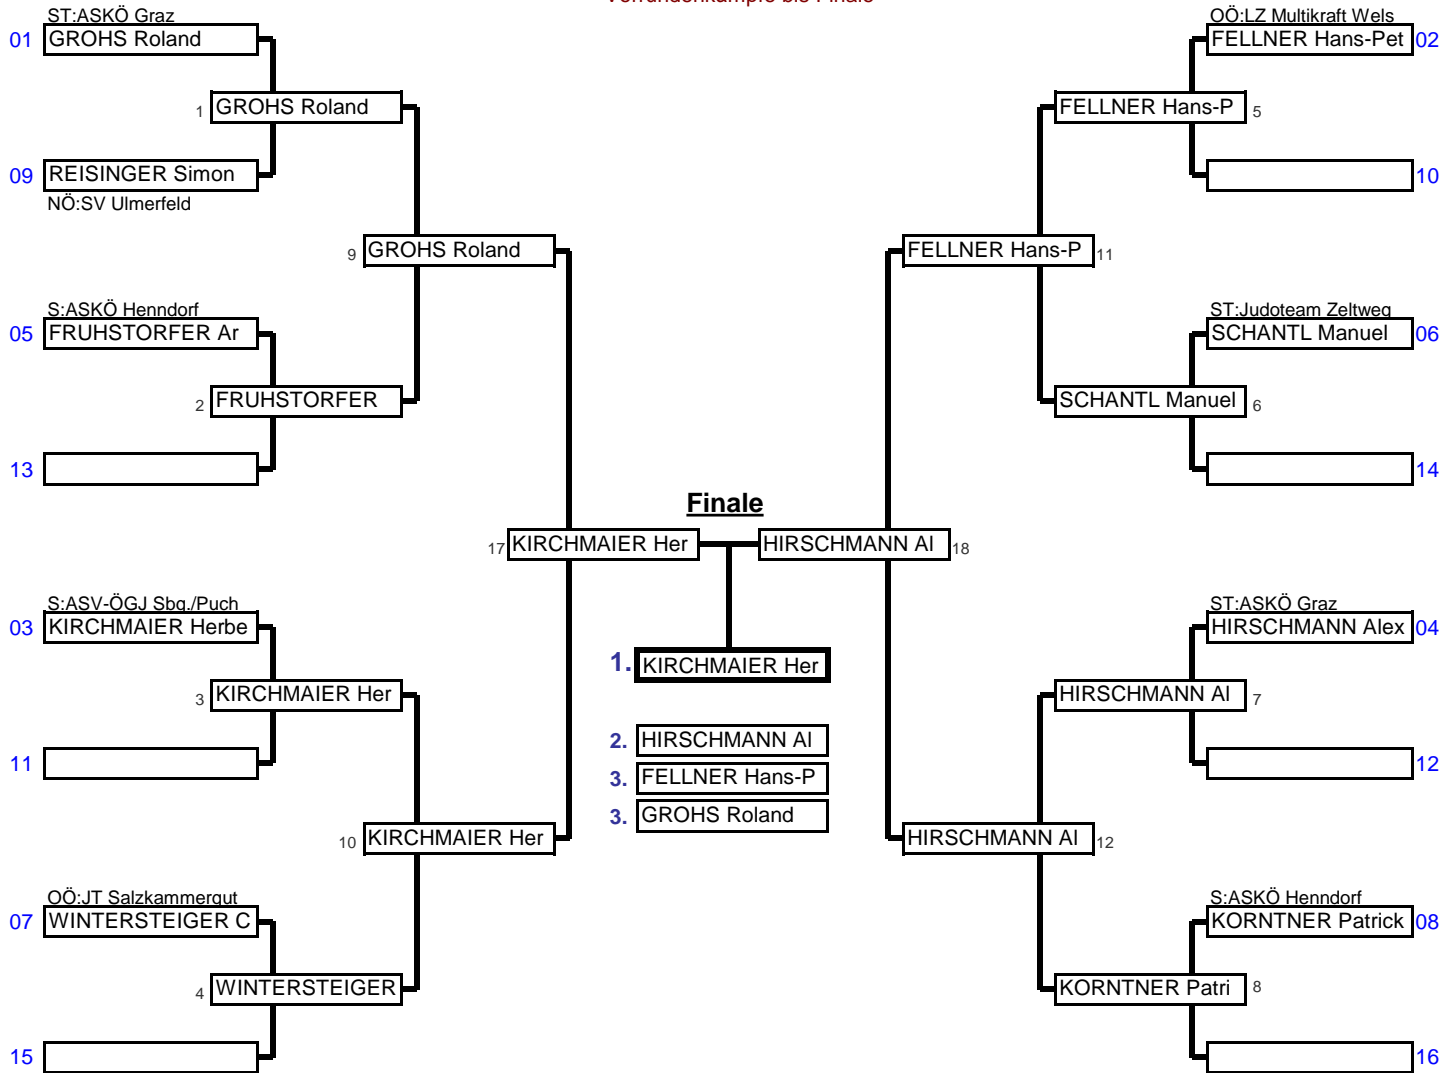 Vorrundenkämpfe bis Finale
ST:ASKÖ Graz
01 GROHS Roland
1 GROHS Roland
09 REISINGER Simon
NÖ:SV Ulmerfeld
9 GROHS Roland
S:ASKÖ Henndorf
05 FRUHSTORFER Ar
2 FRUHSTORFER
13
17 KIRCHMAIER Her
S:ASV-ÖGJ Sbg./Puch
03 KIRCHMAIER Herbe
3 KIRCHMAIER Her
11
10 KIRCHMAIER Her
OÖ:JT Salzkammergut
07 WINTERSTEIGER C
4 WINTERSTEIGER
15
Finale
1. KIRCHMAIER Her
2. HIRSCHMANN Al
3. FELLNER Hans-P
3. GROHS Roland
OÖ:LZ Multikraft Wels
FELLNER Hans-Pet 02
FELLNER Hans-P 5
10
FELLNER Hans-P 11
ST:Judoteam Zeltweg
SCHANTL Manuel 06
SCHANTL Manuel 6
14
HIRSCHMANN Al 18
ST:ASKÖ Graz
HIRSCHMANN Alex 04
HIRSCHMANN Al 7
12
HIRSCHMANN Al 12
S:ASKÖ Henndorf
KORNTNER Patrick 08
KORNTNER Patri 8
16